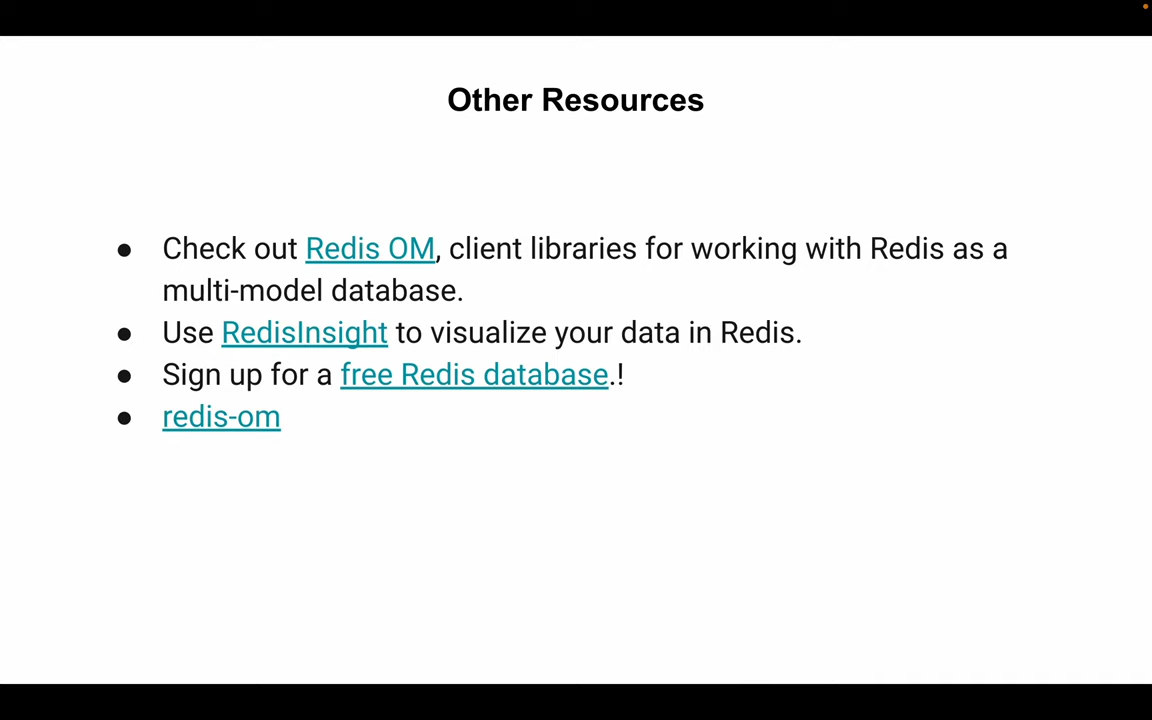 Other Resources
● Check out Redis OM, client libraries for working with Redis as a
multi-model database.
● Use RedisInsight to visualize your data in Redis.
● Sign up for a free Redis database.!
● redis-om